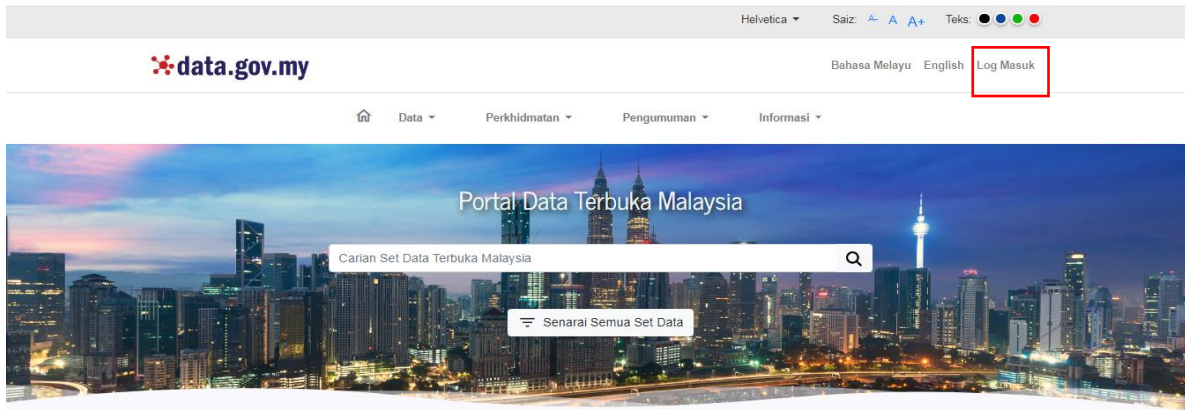 Helvetica Saiz: A- A A+ Teks:
data.gov.my
Bahasa Melayu English Log Masuk
Data Perkhidmatan Pengumuman Informasi
Portal Data Terbuka Malaysia
Carian Set Data Terbuka Malaysia
Senarai Semua Set Data